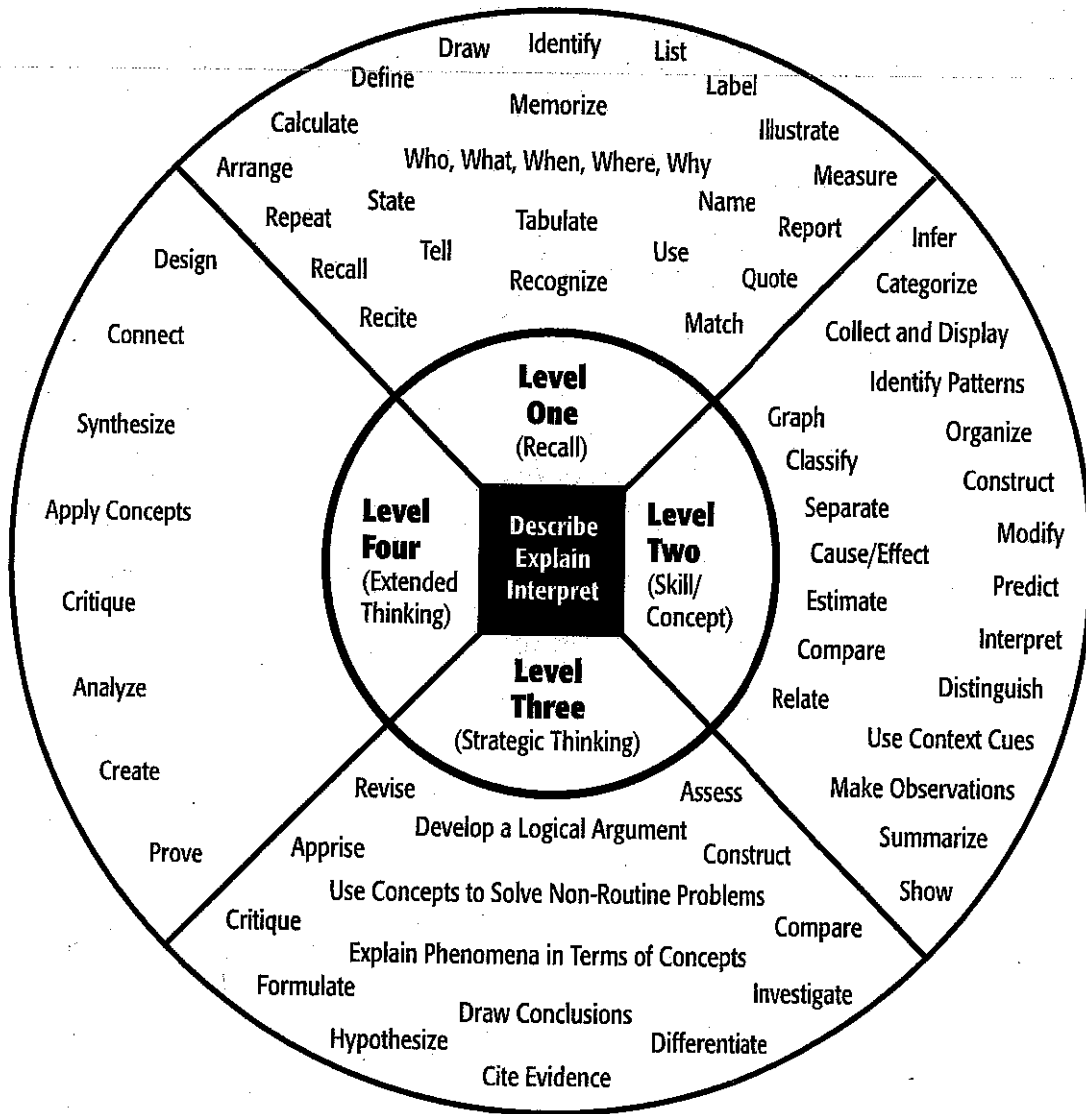 Draw
Identify
List
Define
Label
Calculate
Memorize
Illustrate
Arrange
Who, What, When, Where, Why
Measure
Repeat
State
Tabulate
Name
Report
Recall
Tell
Recognize
Use
Quote
Recite
Match
Level
One
(Recall)
Infer
Categorize
Collect and Display
Identify Patterns
Graph
Organize
Classify
Construct
Separate
Modify
Cause/Effect
Predict
Estimate
Interpret
Compare
Distinguish
Relate
Use Context Cues
Make Observations
Summarize
Show
Level
Two
(Skill/
Concept)
Describe
Explain
Interpret
Level
Three
(Strategic Thinking)
Revise
Assess
Develop a Logical Argument
Apprise
Construct
Use Concepts to Solve Non-Routine Problems
Critique
Compare
Explain Phenomena in Terms of Concepts
Formulate
Investigate
Draw Conclusions
Hypothesize
Differentiate
Cite Evidence
Level
Four
(Extended
Thinking)
Design
Connect
Synthesize
Apply Concepts
Critique
Analyze
Create
Prove